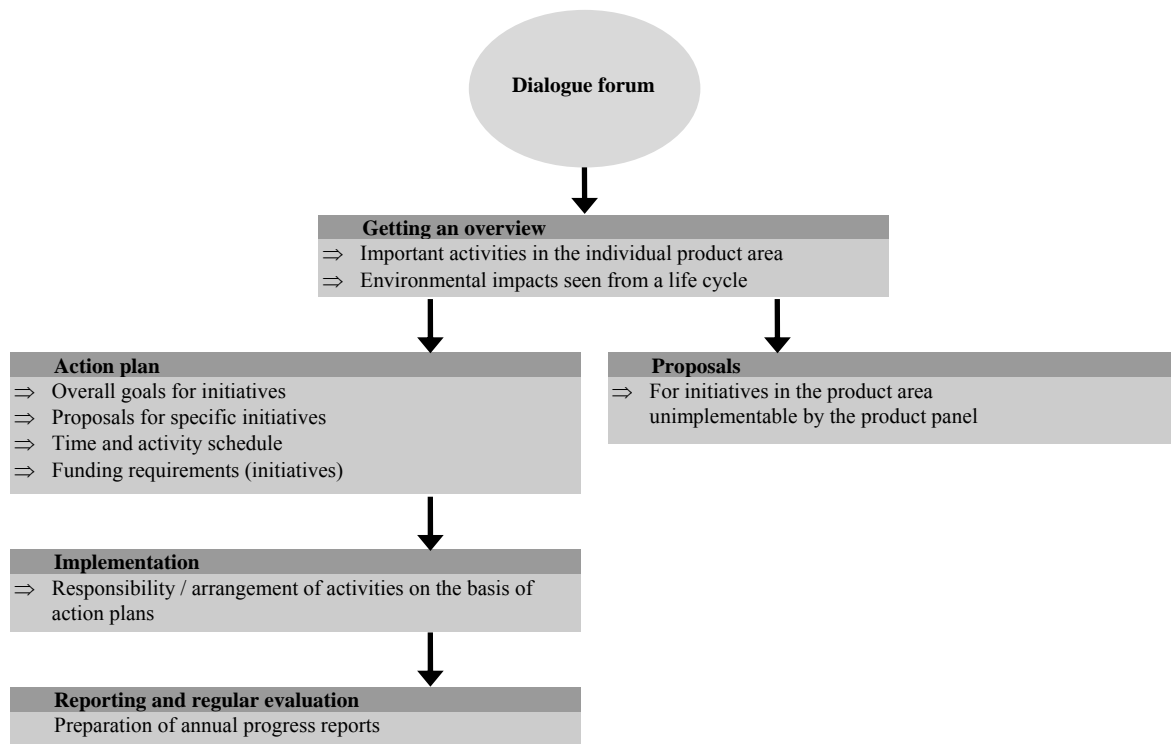 Dialogue forum
Getting an overview
⇒ Important activities in the individual product area
⇒ Environmental impacts seen from a life cycle
Action plan
⇒ Overall goals for initiatives
⇒ Proposals for specific initiatives
⇒ Time and activity schedule
⇒ Funding requirements (initiatives)
Proposals
⇒ For initiatives in the product area
unimplementable by the product panel
Implementation
⇒ Responsibility / arrangement of activities on the basis of
action plans
Reporting and regular evaluation
Preparation of annual progress reports